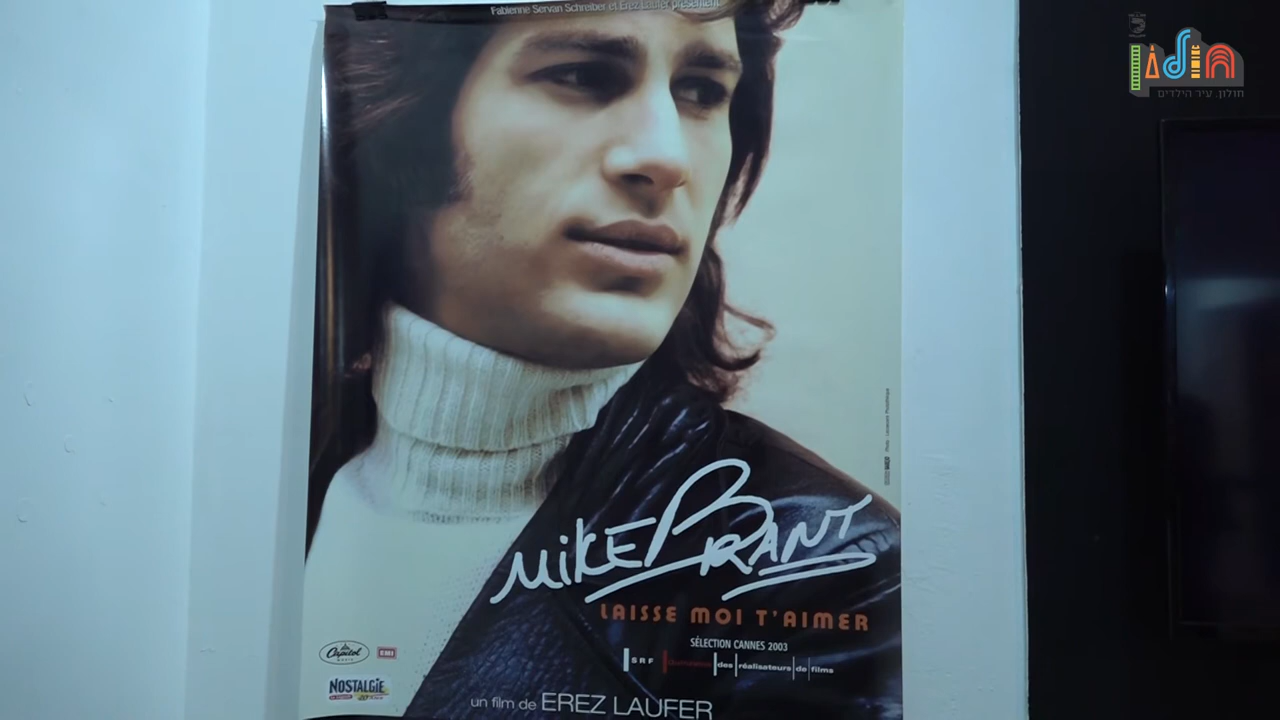 Fabienne Servan Schreiber et Erez Laufer présentent
חולון. עיר הילדים
MIKE BRANT
LAISSE MOI T'AIMER
SÉLECTION CANNES 2003
SRF
des réalisateurs de films
Capitol
EMI
NOSTALGIE
un film de EREZ LAUFER